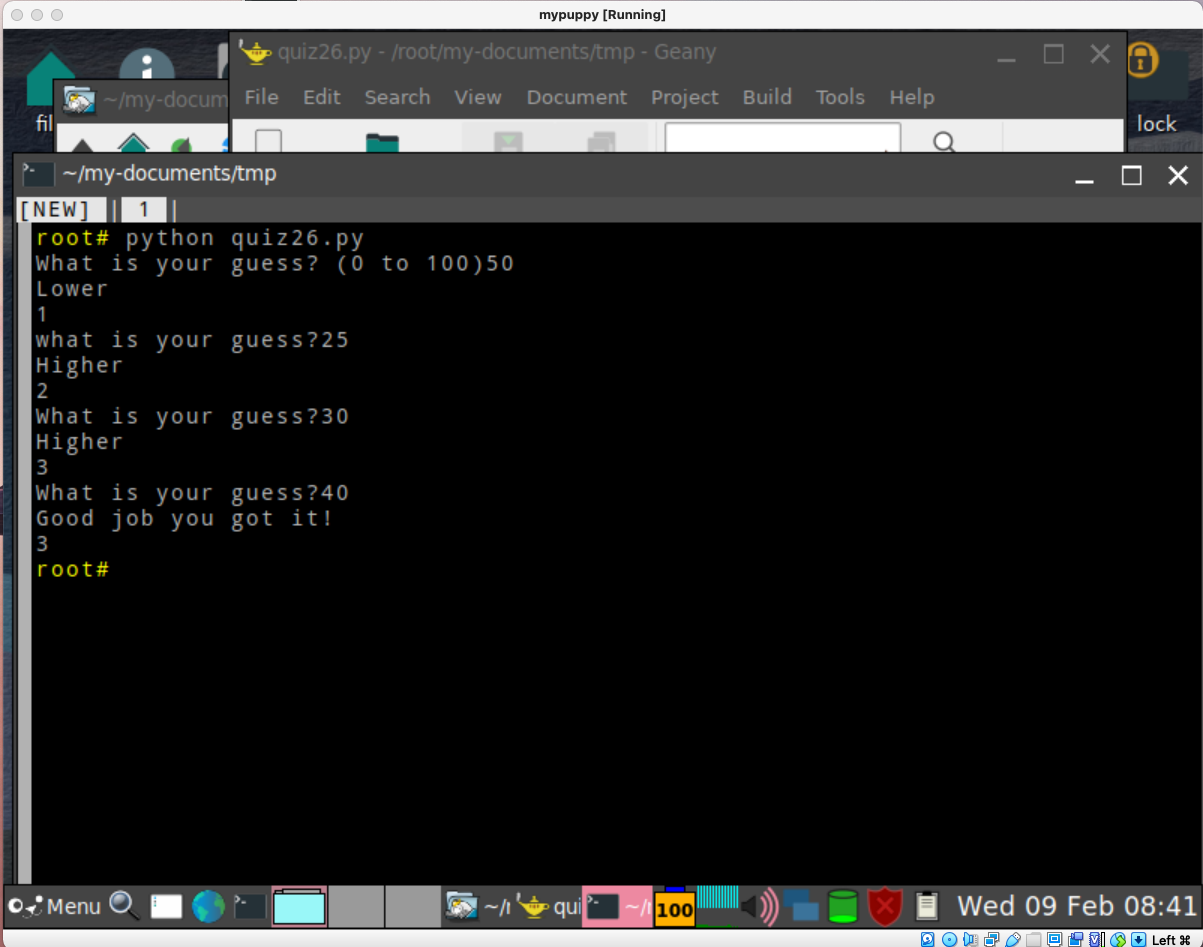 mypuppy [Running]
quiz26.py - /root/my-documents/tmp - Geany
~/my-docum
File Edit Search View Document Project Build Tools Help
fil
lock
~/my-documents/tmp
[NEW] | 1 |
root# python quiz26.py
What is your guess? (0 to 100)50
Lower
1
what is your guess?25
Higher
2
What is your guess?30
Higher
3
What is your guess?40
Good job you got it!
3
root#
Menu
~/r
qui
~/r
100
Wed 09 Feb 08:41
Left ⌘